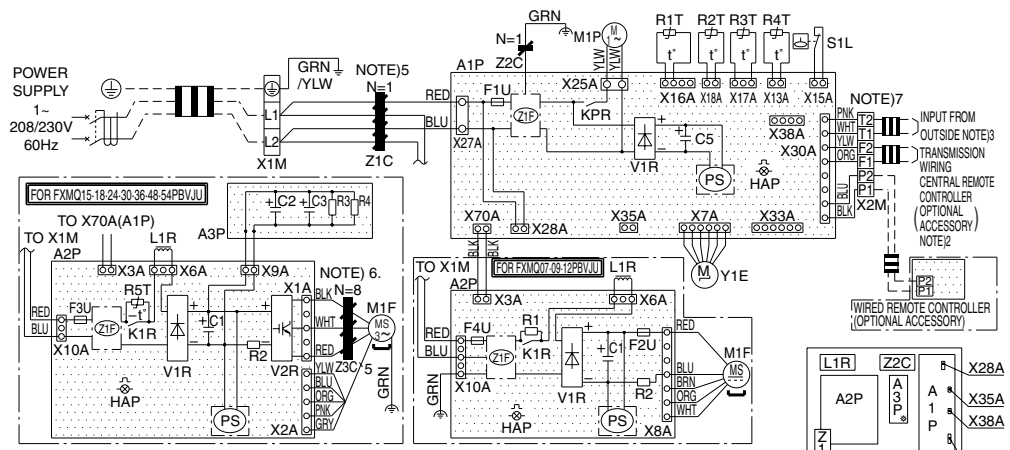 POWER
SUPPLY
1~
208/230V
60Hz
L1
L2
X1M
GRN
/YLW
NOTE)5
N=1
Z1C
RED
BLU
X27A
A1P
F1U
N=1
Z2C
GRN
Z1F
M1P
M
~
YLW
YLW
X25A
KPR
V1R
C5
PS
HAP
R1T
R2T
R3T
R4T
t°
t°
t°
t°
S1L
X16A
X18A
X17A
X13A
X15A
X38A
X30A
NOTE)7
PNK
WHT
YLW
ORG
BLU
BLK
T2
T1
F2
F1
P2
P1
X2M
INPUT FROM
OUTSIDE NOTE)3
TRANSMISSION
WIRING
CENTRAL REMOTE
CONTROLLER
(OPTIONAL
ACCESSORY)
NOTE)2
P2
P1
WIRED REMOTE CONTROLLER
(OPTIONAL ACCESSORY)
X70A
X28A
X35A
X7A
X33A
M
Y1E
BLK
BLK
FOR FXMQ15-18-24-30-36-48-54PBVJU
TO X70A(A1P)
TO X1M
A2P
L1R
A3P
C2
C3
R3
R4
X3A
X6A
X9A
RED
BLU
F3U
X10A
Z1F
R5T
-t°
K1R
V1R
C1
R2
V2R
PS
HAP
X1A
BLK
WHT
RED
N=8
NOTE) 6.
Z3C`5
M1F
MS
3~
GRN
YLW
BLU
ORG
PNK
GRY
X2A
TO X1M
FOR FXMQ07-09-12PBVJU
L1R
A2P
X3A
X6A
RED
BLU
GRN
F4U
X10A
Z1F
R1
K1R
V1R
C1
F2U
R2
PS
HAP
X8A
RED
BLU
BRN
ORG
WHT
M1F
MS
L1R
Z2C
A2P
A3P
A1P
Z1
X28A
X35A
X38A